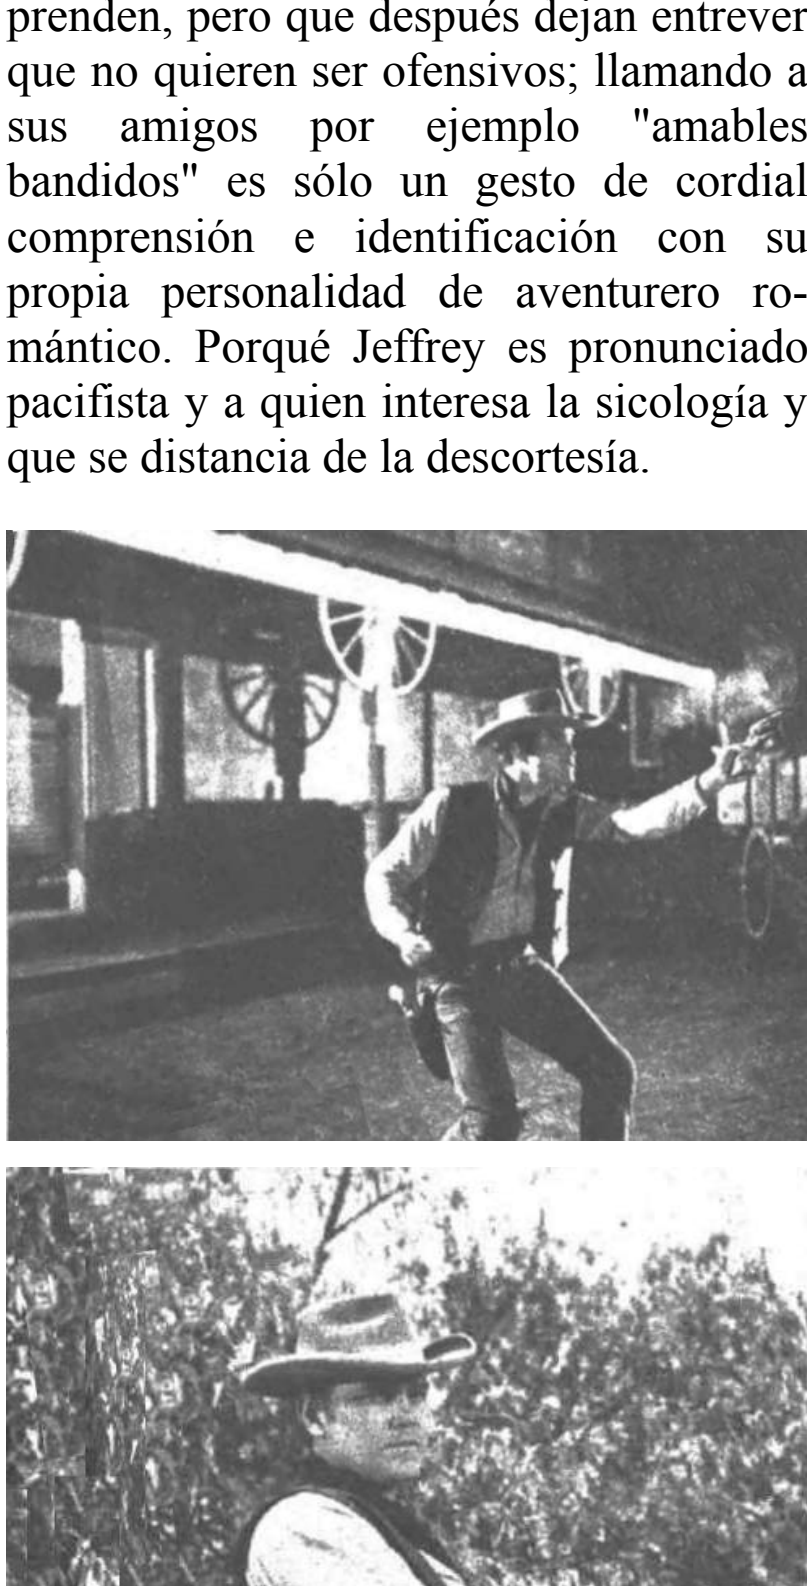 prenden, pero que después dejan entrever
que no quieren ser ofensivos; llamando a
sus amigos por ejemplo "amables
bandidos" es sólo un gesto de cordial
comprensión e identificación con su
propia personalidad de aventurero ro-
mántico. Porqué Jeffrey es pronunciado
pacifista y a quien interesa la sicología y
que se distancia de la descortesía.